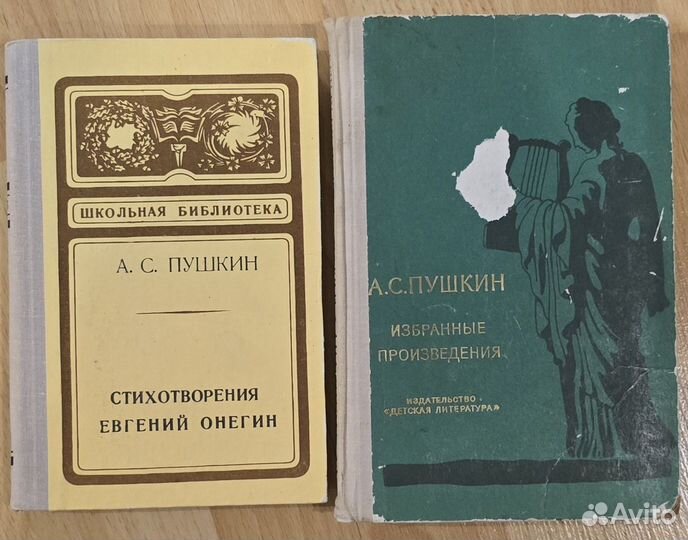 ШКОЛЬНАЯ БИБЛИОТЕКА
А. С. ПУШКИН
СТИХОТВОРЕНИЯ
ЕВГЕНИЙ ОНЕГИН
А.С.ПУШКИН
ИЗБРАННЫЕ
ПРОИЗВЕДЕНИЯ
ИЗДАТЕЛЬСТВО
«ДЕТСКАЯ ЛИТЕРАТУРА»
Avito